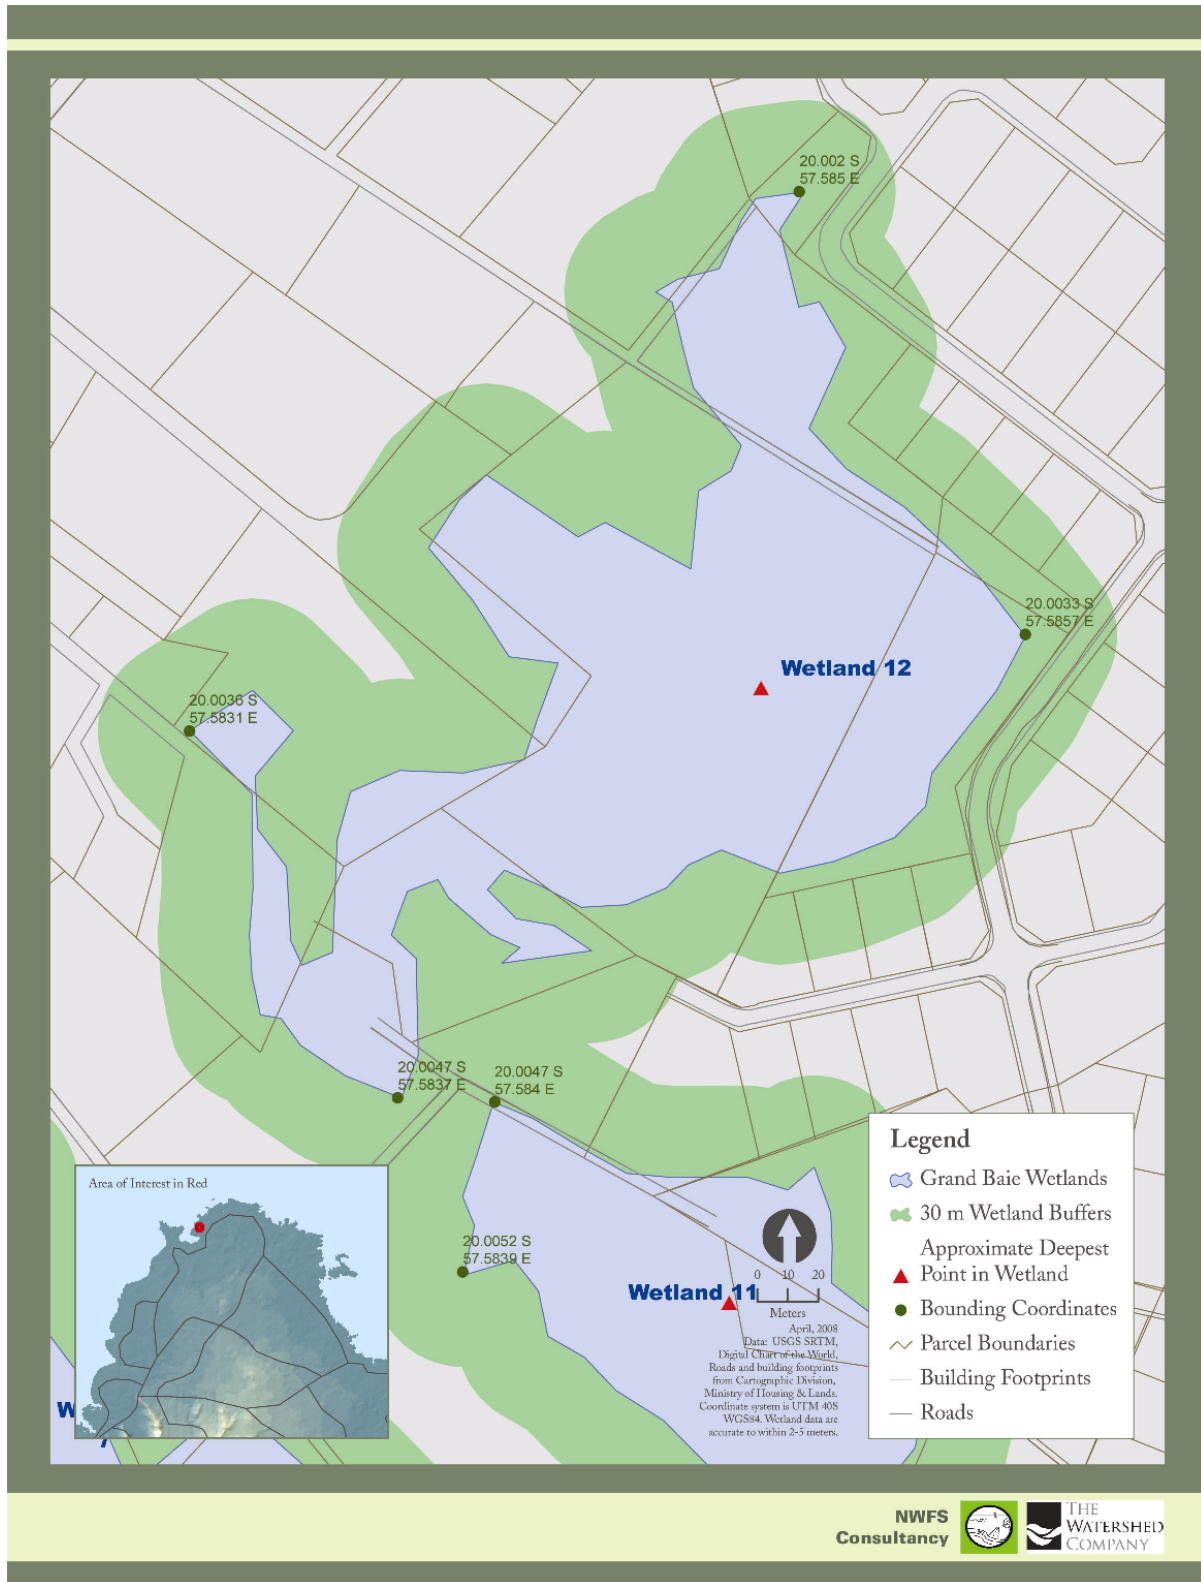 20.002 S
57.585 E
20.0033 S
57.5857 E
Wetland 12
20.0036 S
57.5831 E
20.0047 S
57.5837 E
20.0047 S
57.584 E
20.0052 S
57.5839 E
Wetland 11
0 10 20
Meters
April, 2008
Data: USGS SRTM,
Digital Chart of the World,
Roads and building footprints
from Cartographic Division,
Ministry of Housing & Lands.
Coordinate system is UTM 40S
WGS84. Wetland data are
accurate to within 2-5 meters.
Legend
Grand Baie Wetlands
30 m Wetland Buffers
Approximate Deepest
Point in Wetland
Bounding Coordinates
Parcel Boundaries
Building Footprints
Roads
Area of Interest in Red
NWFS
Consultancy
THE
WATERSHED
COMPANY